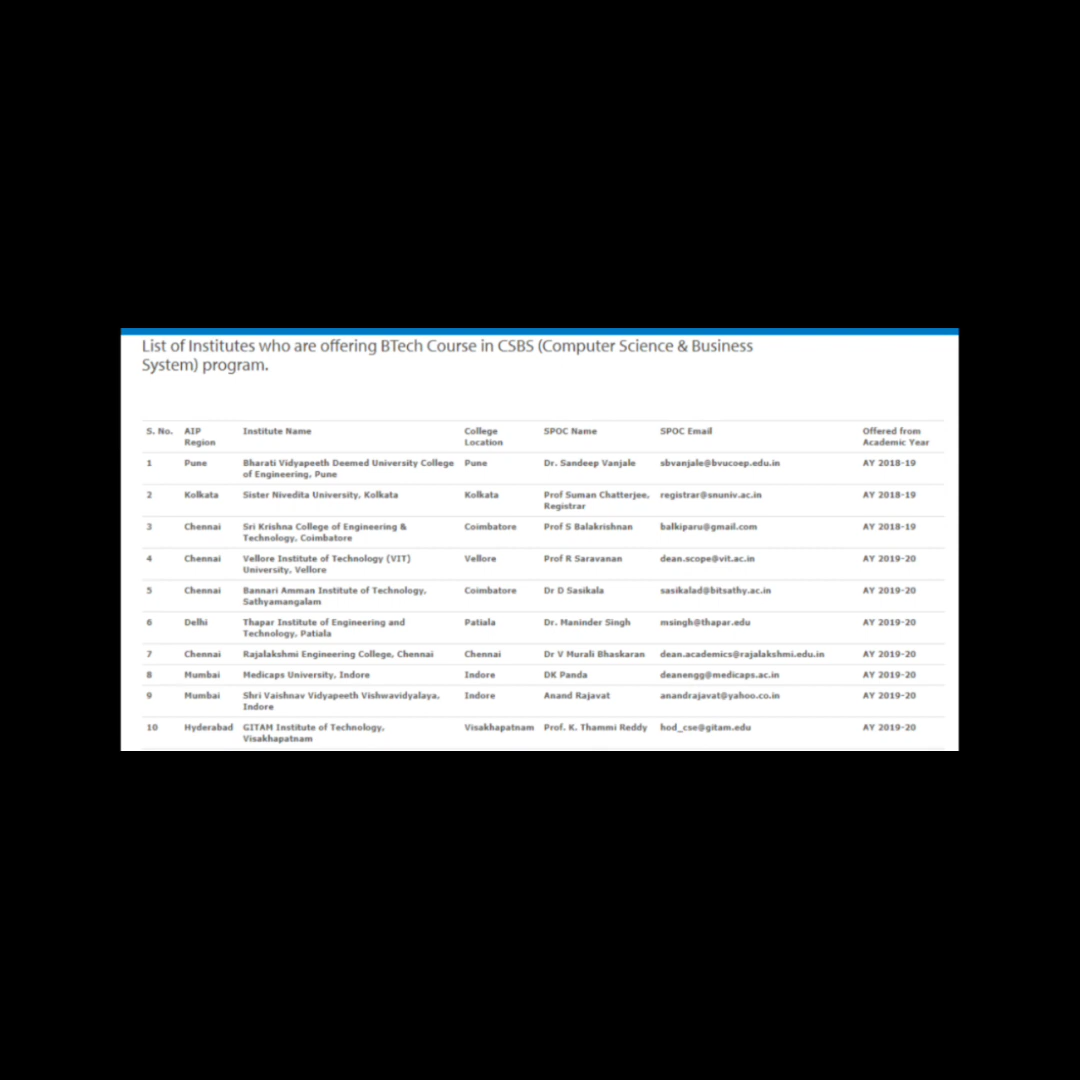 List of Institutes who are offering BTech Course in CSBS (Computer Science & Business
System) program.
S. No. AIP Region Institute Name College Location SPOC Name SPOC Email Offered from Academic Year
1 Pune Bharati Vidyapeeth Deemed University College of Engineering, Pune Pune Dr. Sandeep Vanjale sbvanjale@bvucoep.edu.in AY 2018-19
2 Kolkata Sister Nivedita University, Kolkata Kolkata Prof Suman Chatterjee, Registrar registrar@snuniv.ac.in AY 2018-19
3 Chennai Sri Krishna College of Engineering & Technology, Coimbatore Coimbatore Prof S Balakrishnan balkiparu@gmail.com AY 2018-19
4 Chennai Vellore Institute of Technology (VIT) University, Vellore Vellore Prof R Saravanan dean.scope@vit.ac.in AY 2019-20
5 Chennai Bannari Amman Institute of Technology, Sathyamangalam Coimbatore Dr D Sasikala sasikalad@bitsathy.ac.in AY 2019-20
6 Delhi Thapar Institute of Engineering and Technology, Patiala Patiala Dr. Maninder Singh msingh@thapar.edu AY 2019-20
7 Chennai Rajalakshmi Engineering College, Chennai Chennai Dr V Murali Bhaskaran dean.academics@rajalakshmi.edu.in AY 2019-20
8 Mumbai Medicaps University, Indore Indore DK Panda deanengg@medicaps.ac.in AY 2019-20
9 Mumbai Shri Vaishnav Vidyapeeth Vishwavidyalaya, Indore Indore Anand Rajavat anandrajavat@yahoo.co.in AY 2019-20
10 Hyderabad GITAM Institute of Technology, Visakhapatnam Visakhapatnam Prof. K. Thammi Reddy hod_cse@gitam.edu AY 2019-20